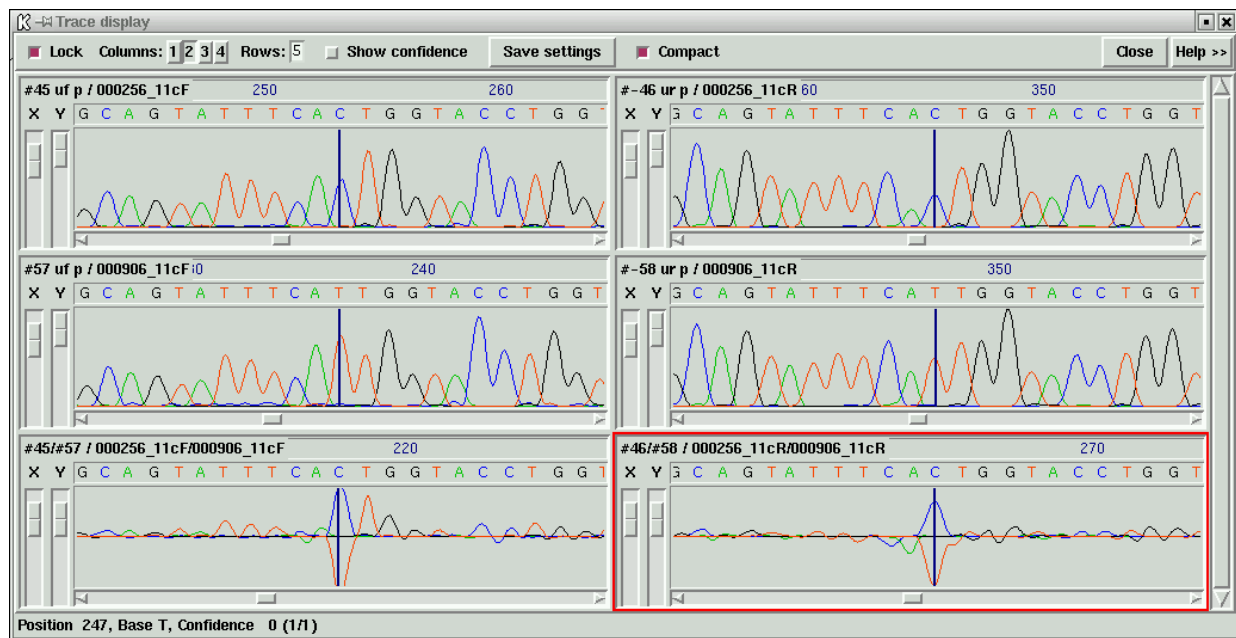 Trace display
Lock Columns: 1 2 3 4 Rows: 5 Show confidence Save settings Compact Close Help >>
#45 uf p / 000256_11cF 250 260
X Y G C A G T A T T T C A C T G G T A C C T G G T
#-46 ur p / 000256_11cR 60 350
X Y G C A G T A T T T C A C T G G T A C C T G G T
#57 uf p / 000906_11cF 240
X Y G C A G T A T T T C A T T G G T A C C T G G T
#-58 ur p / 000906_11cR 350
X Y G C A G T A T T T C A T T G G T A C C T G G T
#45/#57 / 000256_11cF/000906_11cF 220
X Y G C A G T A T T T C A C T G G T A C C T G G T
#46/#58 / 000256_11cR/000906_11cR 270
X Y G C A G T A T T T C A C T G G T A C C T G G T
Position 247, Base T, Confidence 0 (1/1)